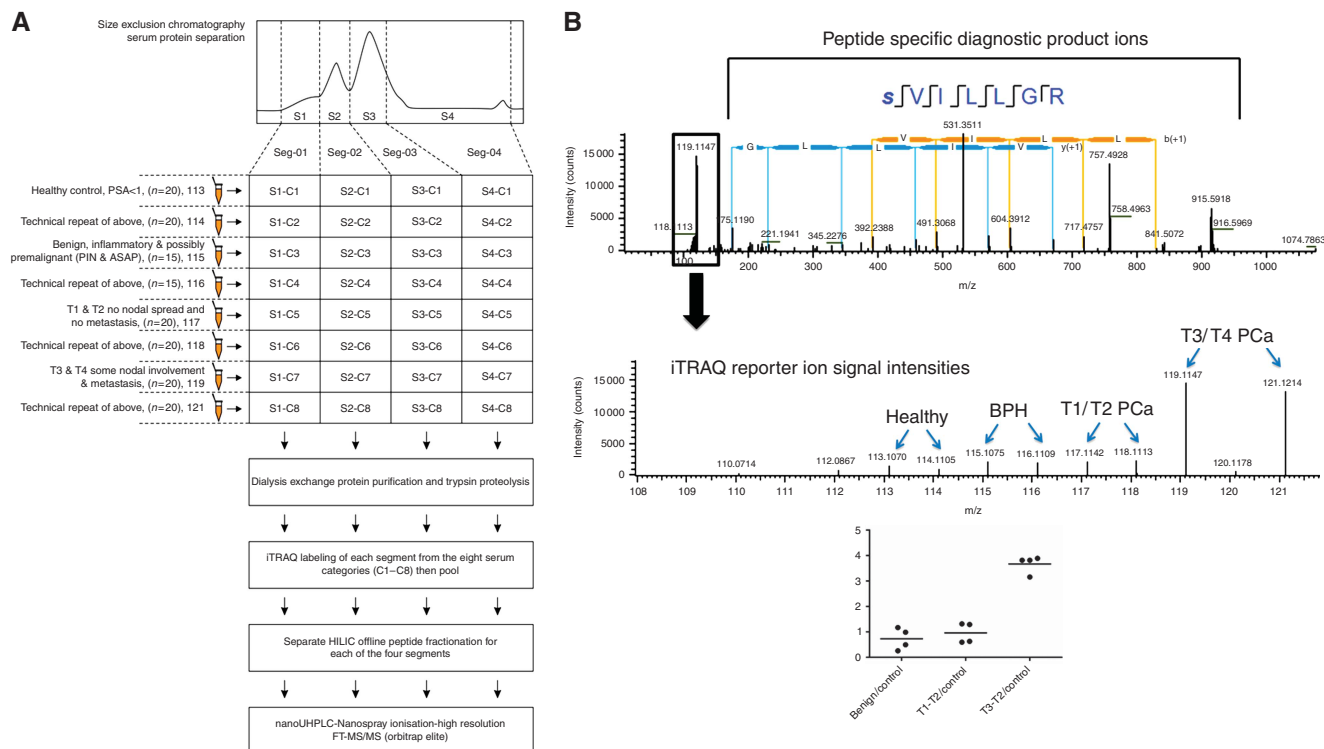 A
Size exclusion chromatography
serum protein separation
S1 S2 S3 S4
Seg-01 Seg-02 Seg-03 Seg-04
Healthy control, PSA<1, (n=20), 113
S1-C1 S2-C1 S3-C1 S4-C1
Technical repeat of above, (n=20), 114
S1-C2 S2-C2 S3-C2 S4-C2
Benign, inflammatory & possibly
premalignant (PIN & ASAP)
(n=15), 115
S1-C3 S2-C3 S3-C3 S4-C3
Technical repeat of above, (n=15), 116
S1-C4 S2-C4 S3-C4 S4-C4
T1 & T2 no nodal spread and
no metastasis, (n=20), 117
S1-C5 S2-C5 S3-C5 S4-C5
Technical repeat of above, (n=20), 118
S1-C6 S2-C6 S3-C6 S4-C6
T3 & T4 some nodal involvement
& metastasis, (n=20), 119
S1-C7 S2-C7 S3-C7 S4-C7
Technical repeat of above, (n=20), 121
S1-C8 S2-C8 S3-C8 S4-C8
Dialysis exchange protein purification and trypsin proteolysis
iTRAQ labeling of each segment from the eight serum
categories (C1–C8) then pool
Separate HILIC offline peptide fractionation for
each of the four segments
nanoUHPLC-Nanospray ionisation-high resolution
FT-MS/MS (orbitrap elite)
B
Peptide specific diagnostic product ions
s V I L L G R
531.3511
V I L L b(+1)
G L L I V y(+1)
119.1147
757.4928
915.5918
118.1113
175.1190
221.1941
345.2276
392.2388
491.3068
604.3912
717.4757
758.4963
841.5072
916.5969
1074.7863
Intensity (counts)
15000
10000
5000
0
100 200 300 400 500 600 700 800 900 1000
m/z
T3/T4 PCa
iTRAQ reporter ion signal intensities
119.1147
121.1214
Healthy BPH T1/T2 PCa
110.0714
112.0867
113.1070
114.1105
115.1075
116.1109
117.1142
118.1113
120.1178
Intensity (counts)
15000
10000
5000
0
108 109 110 111 112 113 114 115 116 117 118 119 120 121
m/z
5
4
3
2
1
0
Benign/control
T1-T2/control
T3-T2/control